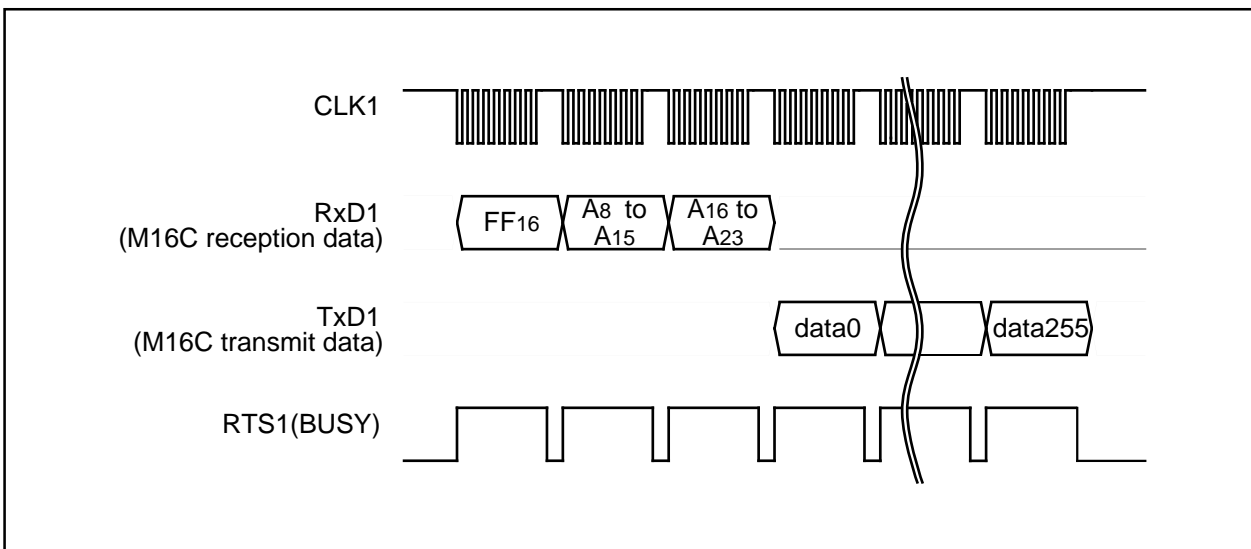 CLK1
RxD1
(M16C reception data)
FF16
A8 to
A15
A16 to
A23
TxD1
(M16C transmit data)
data0
data255
RTS1(BUSY)